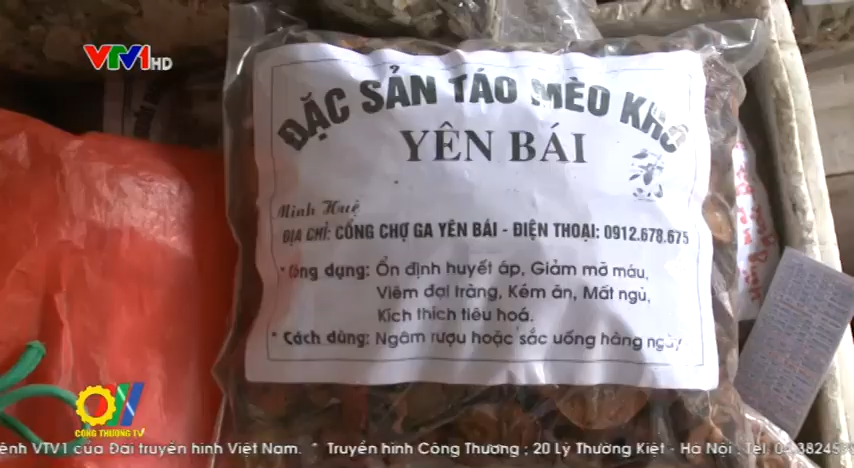 VTV1 HD
ĐẶC SẢN TÁO MÈO KHÔ
YÊN BÁI
Minh Huệ
ĐỊA CHỈ: CỔNG CHỢ GA YÊN BÁI - ĐIỆN THOẠI: 0912.678.675
* Công dụng: Ổn định huyết áp, Giảm mỡ máu,
Viêm đại tràng, Kém ăn, Mất ngủ,
Kích thích tiêu hoá.
* Cách dùng: Ngâm rượu hoặc sắc uống hàng ngày
CÔNG THƯƠNG TV
ênh VTV1 của Đài truyền hình Việt Nam. * Truyền hình Công Thương ; 20 Lý Thường Kiệt - Hà Nội ; Tel: 04.382457